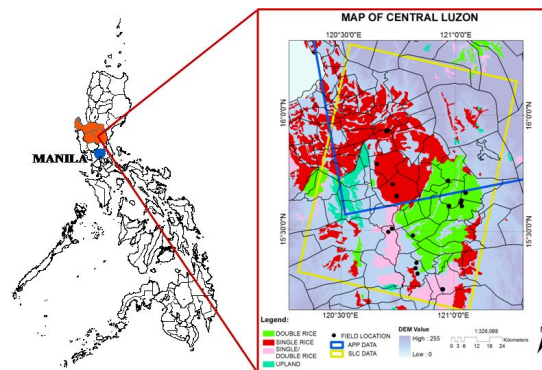 MANILA
MAP OF CENTRAL LUZON
120°30'0"E 121°0'0"E
16°0'0"N 16°0'0"N
15°30'0"N 15°30'0"N
120°30'0"E 121°0'0"E
Legend:
DOUBLE RICE
SINGLE RICE
SINGLE/
DOUBLE RICE
UPLAND
FIELD LOCATION
APP DATA
SLC DATA
DEM Value
High : 255
Low : 0
1:326,089
Kilometers
0 3 6 12 18 24
N